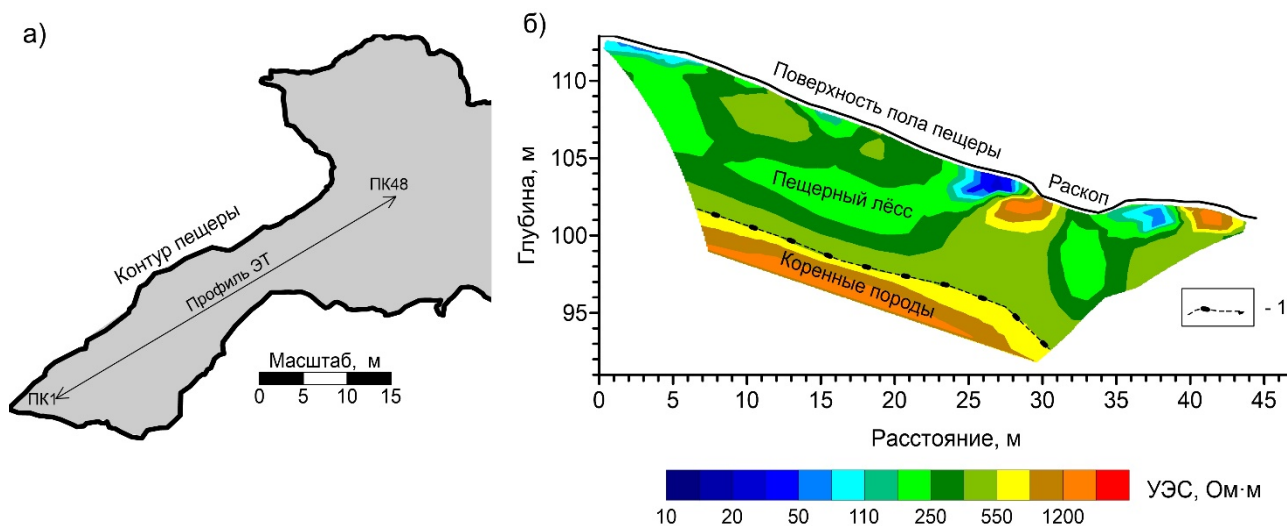 а)
ПК48
Контур пещеры
Профиль ЭТ
ПК1
Масштаб, м
0 5 10 15
б)
Глубина, м
110
105
100
95
Поверхность пола пещеры
Раскоп
Пещерный лёсс
Коренные породы
- 1
0 5 10 15 20 25 30 35 40 45
Расстояние, м
УЭС, Ом·м
10 20 50 110 250 550 1200